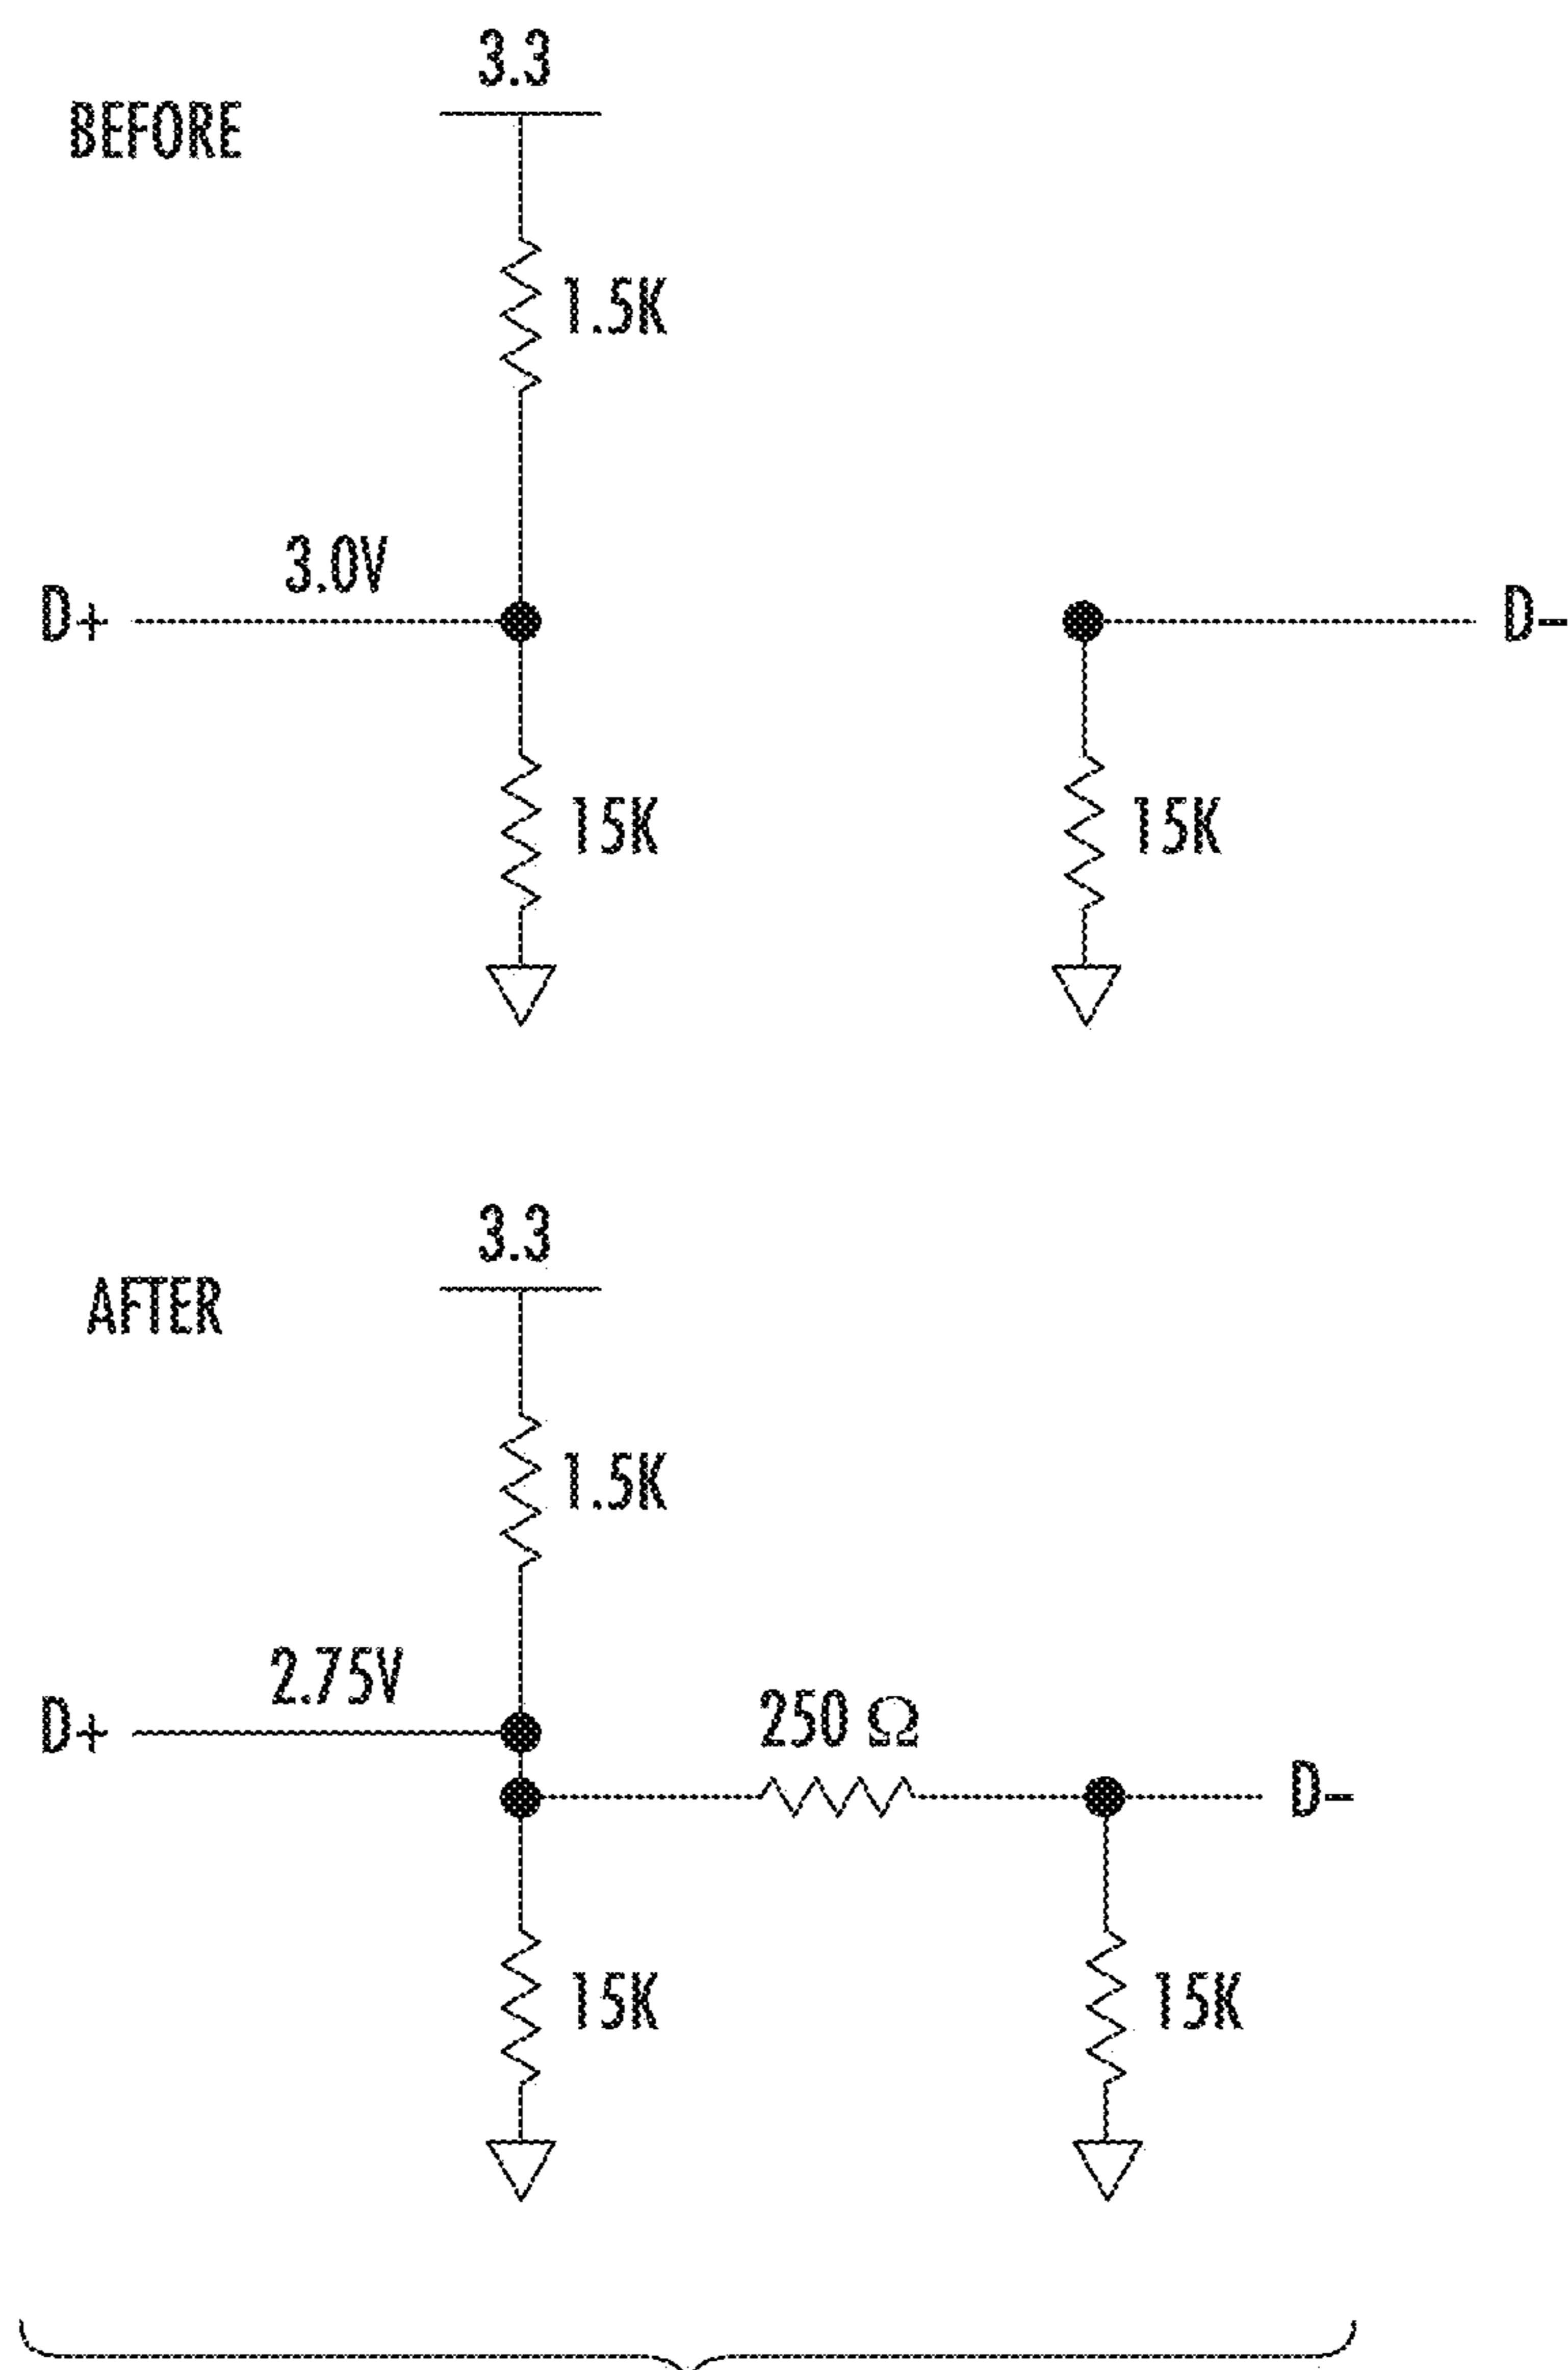 3.3
BEFORE
1.5K
3.0V
D+
D-
15K
15K
3.3
AFTER
1.5K
2.75V
D+
250 Ω
D-
15K
15K